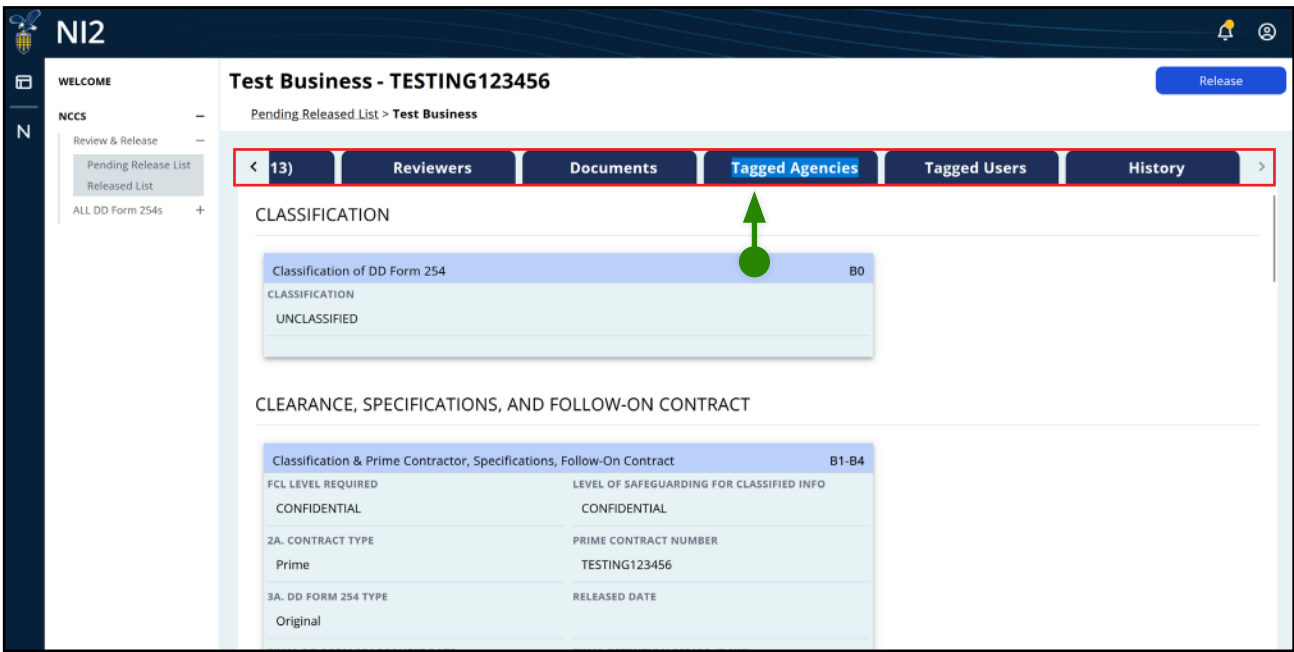 NI2
N
WELCOME
NCCS
Review & Release
Pending Release List
Released List
ALL DD Form 254s
Test Business - TESTING123456
Release
Pending Released List > Test Business
13) Reviewers Documents Tagged Agencies Tagged Users History
CLASSIFICATION
Classification of DD Form 254 B0
CLASSIFICATION
UNCLASSIFIED
CLEARANCE, SPECIFICATIONS, AND FOLLOW-ON CONTRACT
Classification & Prime Contractor, Specifications, Follow-On Contract B1-B4
FCL LEVEL REQUIRED LEVEL OF SAFEGUARDING FOR CLASSIFIED INFO
CONFIDENTIAL CONFIDENTIAL
2A. CONTRACT TYPE PRIME CONTRACT NUMBER
Prime TESTING123456
3A. DD FORM 254 TYPE RELEASED DATE
Original